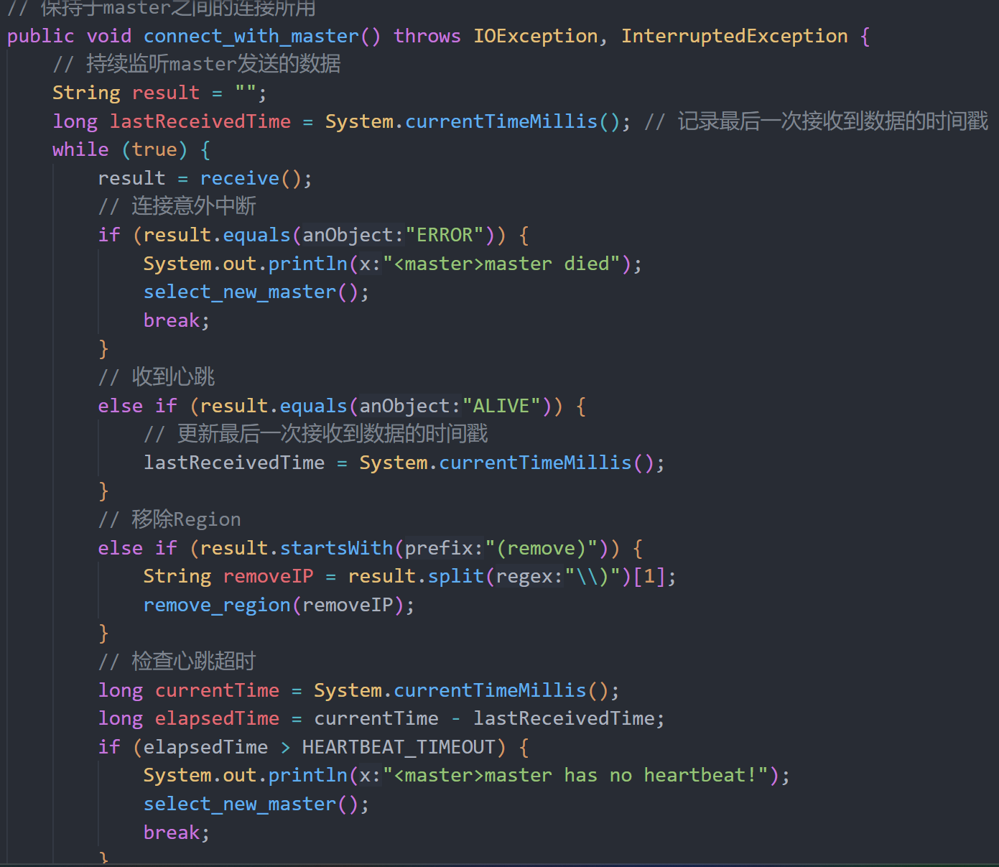 // 保持于master之间的连接所用
public void connect_with_master() throws IOException, InterruptedException {
// 持续监听master发送的数据
String result = "";
long lastReceivedTime = System.currentTimeMillis(); // 记录最后一次接收到数据的时间戳
while (true) {
result = receive();
// 连接意外中断
if (result.equals(anObject:"ERROR")) {
System.out.println(x:"<master>master died");
select_new_master();
break;
}
// 收到心跳
else if (result.equals(anObject:"ALIVE")) {
// 更新最后一次接收到数据的时间戳
lastReceivedTime = System.currentTimeMillis();
}
// 移除Region
else if (result.startsWith(prefix:"(remove)")) {
String removeIP = result.split(regex:"\\)")[1];
remove_region(removeIP);
}
// 检查心跳超时
long currentTime = System.currentTimeMillis();
long elapsedTime = currentTime - lastReceivedTime;
if (elapsedTime > HEARTBEAT_TIMEOUT) {
System.out.println(x:"<master>master has no heartbeat!");
select_new_master();
break;
}